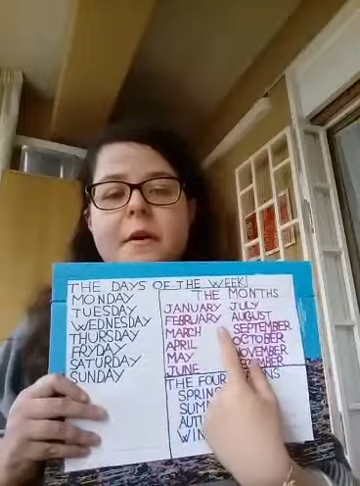 THE DAYS OF THE WEEK!
MONDAY
TUESDAY
WEDNESDAY
THURSDAY
FRYDAY
SATURDAY
SUNDAY
THE MONTHS
JANUARY JULY
FEBRUARY AUGUST
MARCH SEPTEMBER
APRIL OCTOBER
MAY NOVEMBER
JUNE
THE FOUR
SPRING